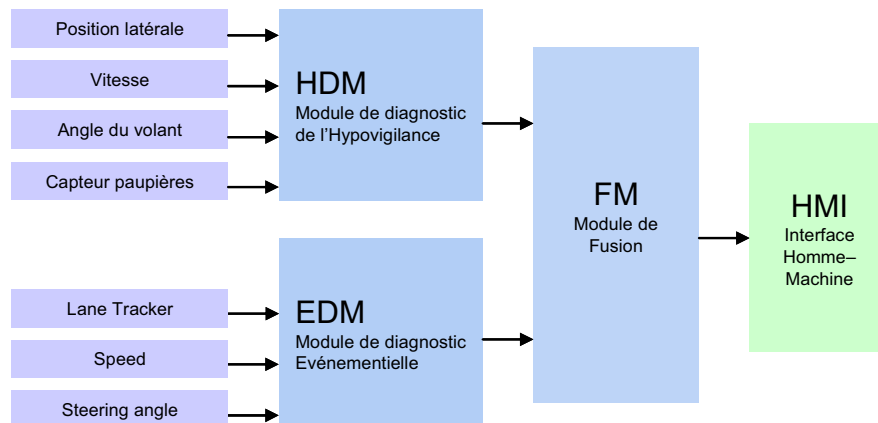 Position latérale
Vitesse
Angle du volant
Capteur paupières
HDM
Module de diagnostic
de l'Hypovigilance
Lane Tracker
Speed
Steering angle
EDM
Module de diagnostic
Evénementielle
FM
Module de
Fusion
HMI
Interface
Homme–
Machine